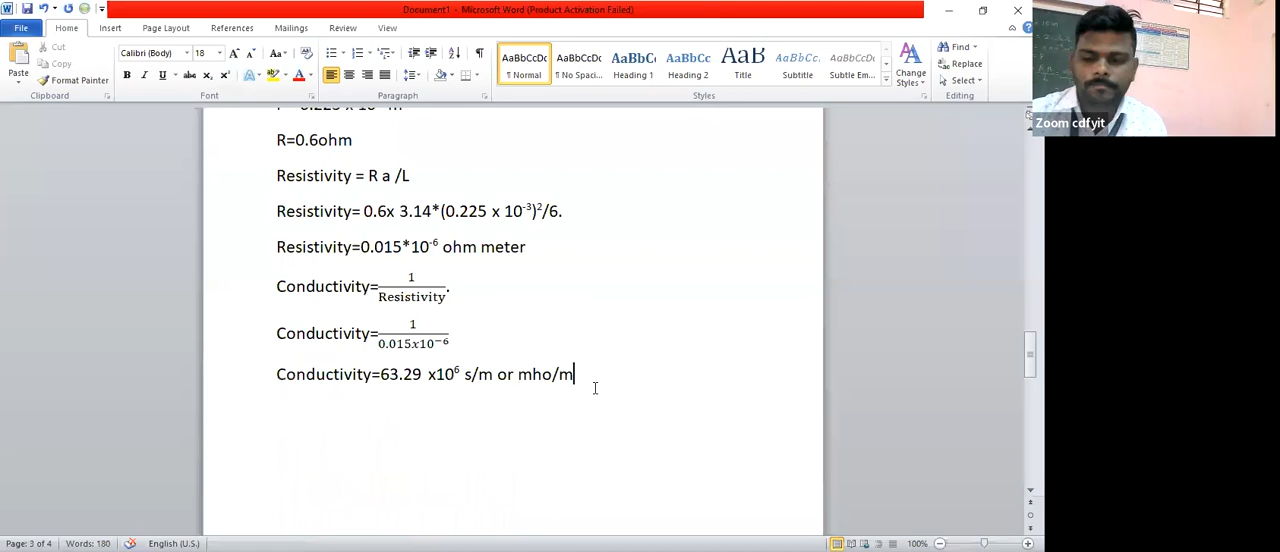 Document1 - Microsoft Word (Product Activation Failed)
File Home Insert Page Layout References Mailings Review View
Cut
Copy
Format Painter
Paste
Calibri (Body) 18
Clipboard Font Paragraph Styles Editing
AaBbCcDc AaBbCcDc AaBbC AaBbCc AaB AaBbCc. AaBbCcDc
¶ Normal ¶ No Spaci... Heading 1 Heading 2 Title Subtitle Subtle Em...
Change Styles
Find
Replace
Select
Zoom cdfyit
R=0.6ohm
Resistivity = R a /L
Resistivity= 0.6x 3.14*(0.225 x 10⁻³)²/6.
Resistivity=0.015*10⁻⁶ ohm meter
Conductivity=1/Resistivity.
Conductivity=1/0.015x10⁻⁶
Conductivity=63.29 x10⁶ s/m or mho/m
Page: 3 of 4 Words: 180 English (U.S.) 100%